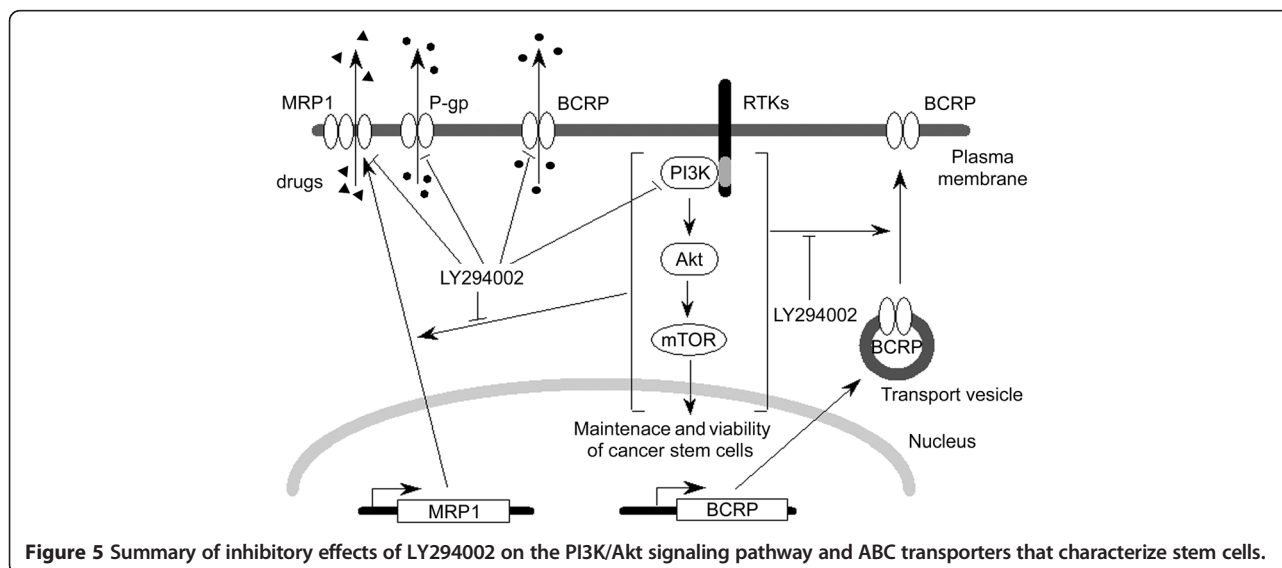 MRP1
P-gp
BCRP
RTKs
BCRP
Plasma
membrane
drugs
PI3K
Akt
LY294002
LY294002
mTOR
BCRP
Transport vesicle
Maintenace and viability
of cancer stem cells
Nucleus
MRP1
BCRP
Figure 5 Summary of inhibitory effects of LY294002 on the PI3K/Akt signaling pathway and ABC transporters that characterize stem cells.